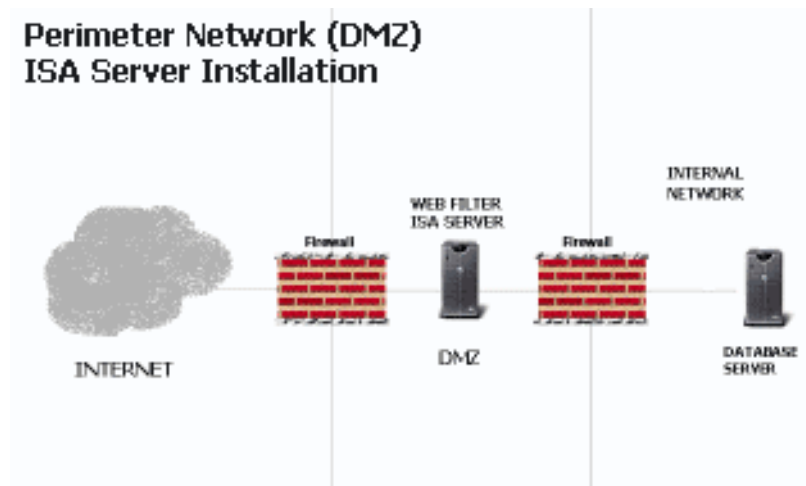 Perimeter Network (DMZ)
ISA Server Installation
INTERNAL
NETWORK
WEB FILTER
ISA SERVER
Firewall
Firewall
INTERNET
DMZ
DATABASE
SERVER